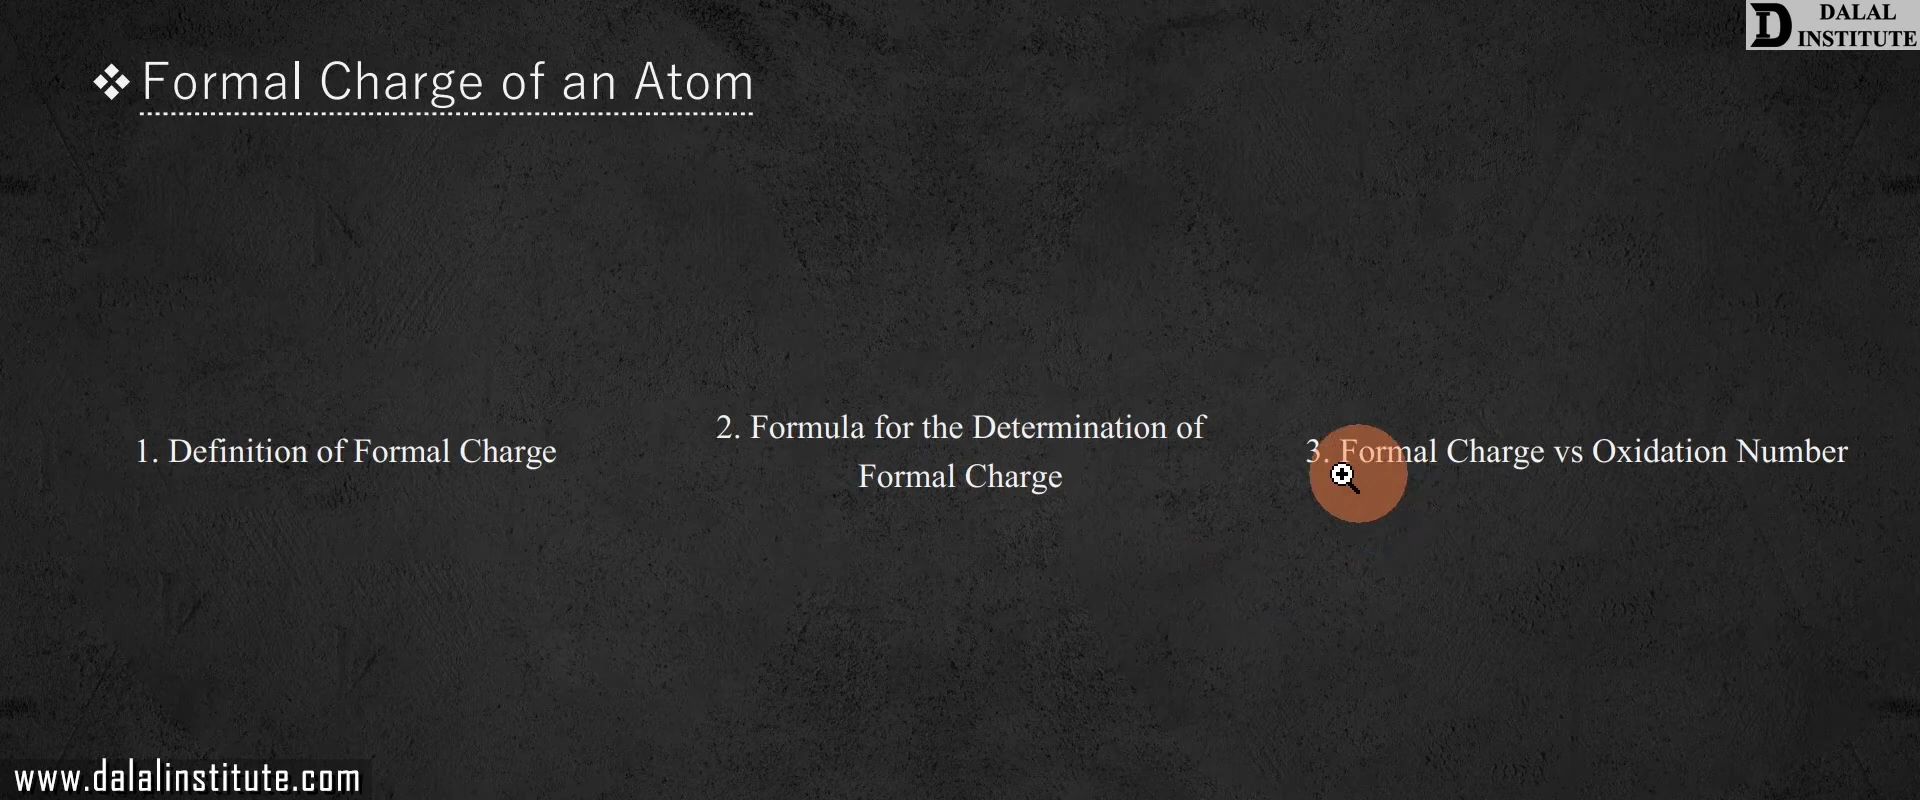 DALAL
INSTITUTE
❖ Formal Charge of an Atom
1. Definition of Formal Charge
2. Formula for the Determination of
Formal Charge
3. Formal Charge vs Oxidation Number
www.dalalinstitute.com